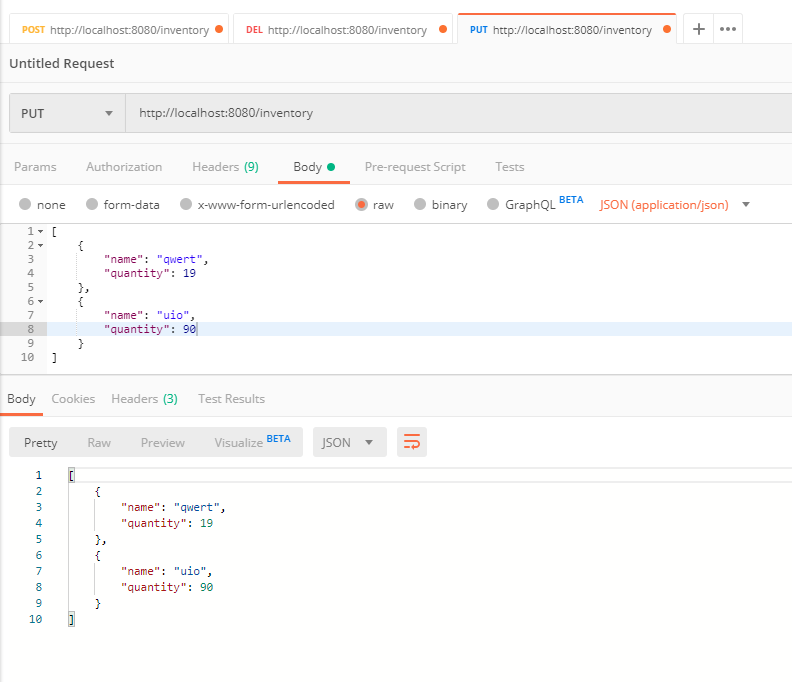 POST http://localhost:8080/inventory DEL http://localhost:8080/inventory PUT http://localhost:8080/inventory + •••
Untitled Request
PUT http://localhost:8080/inventory
Params Authorization Headers (9) Body Pre-request Script Tests
none form-data x-www-form-urlencoded raw binary GraphQL BETA JSON (application/json)
1 [
2 {
3 "name": "qwert",
4 "quantity": 19
5 },
6 {
7 "name": "uio",
8 "quantity": 90
9 }
10 ]
Body Cookies Headers (3) Test Results
Pretty Raw Preview Visualize BETA JSON
1 [
2 {
3 "name": "qwert",
4 "quantity": 19
5 },
6 {
7 "name": "uio",
8 "quantity": 90
9 }
10 ]